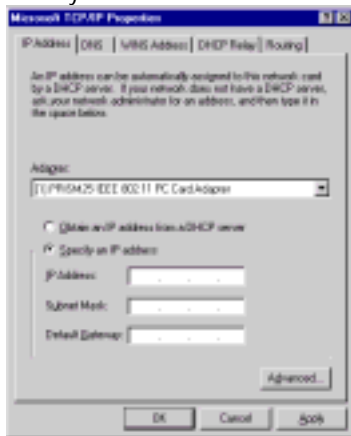 Microsoft TCP/IP Properties
IP Address DNS WINS Address DHCP Relay Routing
An IP address can be automatically assigned to this network card
by a DHCP server. If your network does not have a DHCP server,
ask your network administrator for an address, and then type it in
the space below.
Adapter:
[1] PRISM25 IEEE 802.11 PC Card Adapter
Obtain an IP address from a DHCP server
Specify an IP address
IP Address:
Subnet Mask:
Default Gateway:
Advanced...
OK Cancel Apply